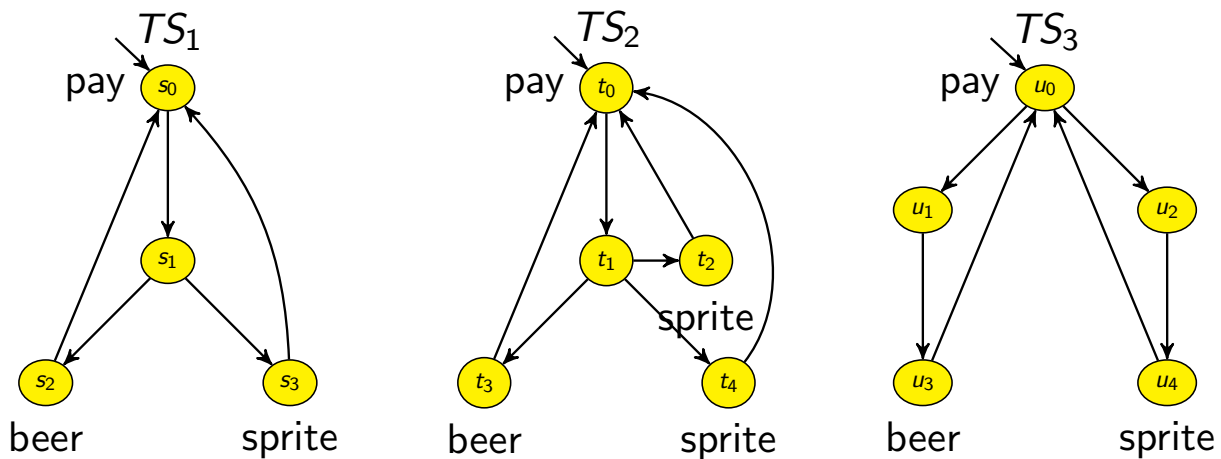 TS₁
pay
s₀
s₁
s₂
s₃
beer
sprite
TS₂
pay
t₀
t₁
t₂
sprite
t₃
t₄
beer
sprite
TS₃
pay
u₀
u₁
u₂
u₃
u₄
beer
sprite